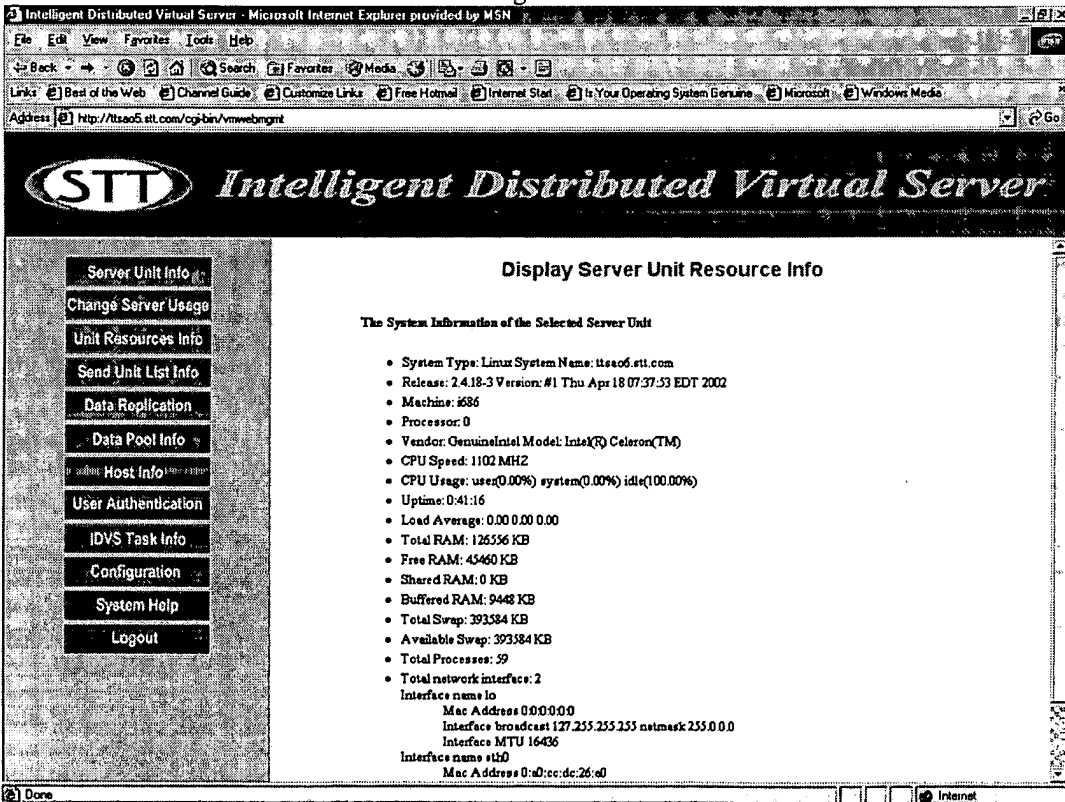 Intelligent Distributed Virtual Server - Microsoft Internet Explorer provided by MSN
File Edit View Favorites Tools Help
Back Search Favorites Media
Links Best of the Web Channel Guide Customize Links Free Hotmail Internet Start Is Your Operating System Genuine Microsoft Windows Media
Address http://ttsao5.stt.com/cgi-bin/vmwebmgmt Go
STT Intelligent Distributed Virtual Server
Server Unit Info
Change Server Usage
Unit Resources Info
Send Unit List Info
Data Replication
Data Pool Info
Host Info
User Authentication
IDVS Task Info
Configuration
System Help
Logout
Display Server Unit Resource Info
The System Information of the Selected Server Unit
• System Type: Linux System Name: ttsao6.stt.com
• Release: 2.4.18-3 Version: #1 Thu Apr 18 07:37:53 EDT 2002
• Machine: i686
• Processor: 0
• Vendor: GenuineIntel Model: Intel(R) Celeron(TM)
• CPU Speed: 1102 MHZ
• CPU Usage: user(0.00%) system(0.00%) idle(100.00%)
• Uptime: 0:41:16
• Load Average: 0.00 0.00 0.00
• Total RAM: 126556 KB
• Free RAM: 45460 KB
• Shared RAM: 0 KB
• Buffered RAM: 9448 KB
• Total Swap: 393584 KB
• Available Swap: 393584 KB
• Total Processes: 59
• Total network interface: 2
Interface name lo
Mac Address 0:0:0:0:0:0
Interface broadcast 127.255.255.255 netmask 255.0.0.0
Interface MTU 16436
Interface name eth0
Mac Address 0:a0:cc:dc:26:e0
Done Internet